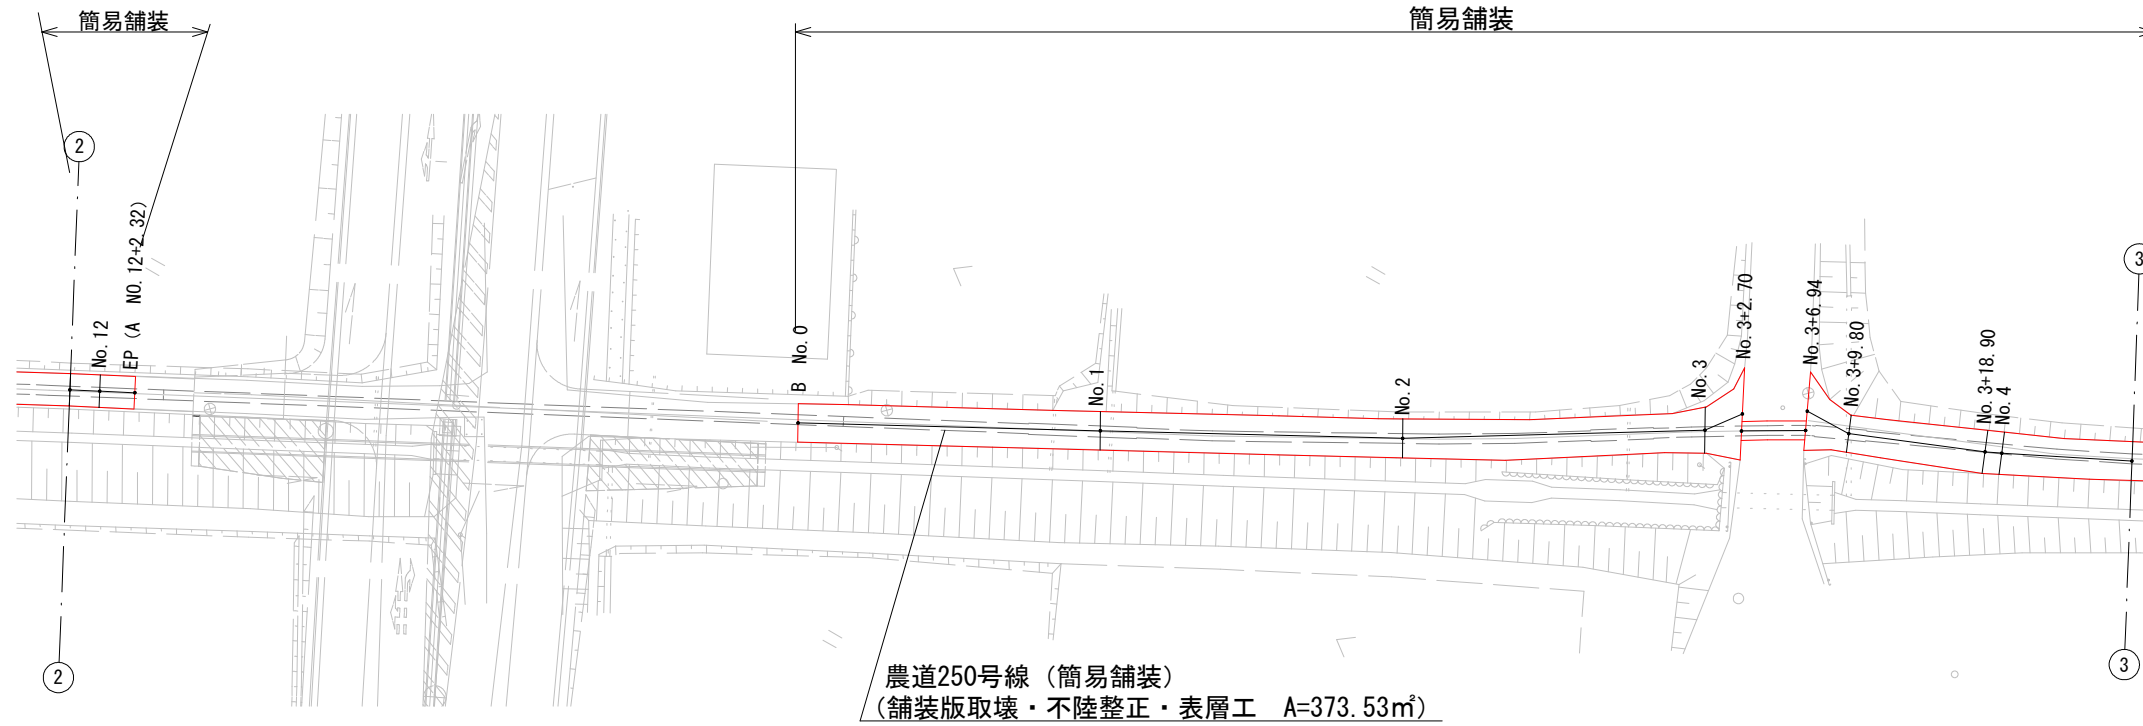 簡易舗装
簡易舗装
2
No.12
EP (A NO.12+2.32)
B No.0
No.1
No.2
No.3
No.3+2.70
No.3+6.94
No.3+9.80
No.3+18.90
No.4
3
2
3
農道250号線（簡易舗装）
(舗装版取壊・不陸整正・表層工 A=373.53㎡)